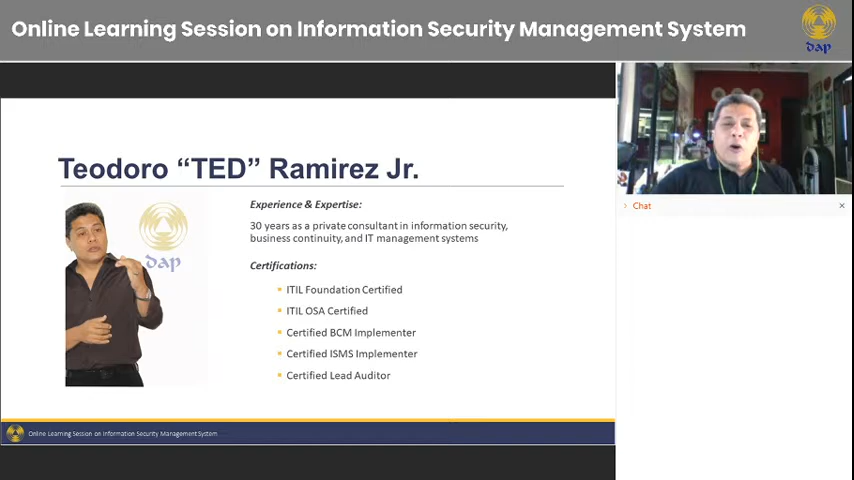 Online Learning Session on Information Security Management System
dap
Teodoro “TED” Ramirez Jr.
dap
Experience & Expertise:
30 years as a private consultant in information security,
business continuity, and IT management systems
Certifications:
ITIL Foundation Certified
ITIL OSA Certified
Certified BCM Implementer
Certified ISMS Implementer
Certified Lead Auditor
Chat
Online Learning Session on Information Security Management System